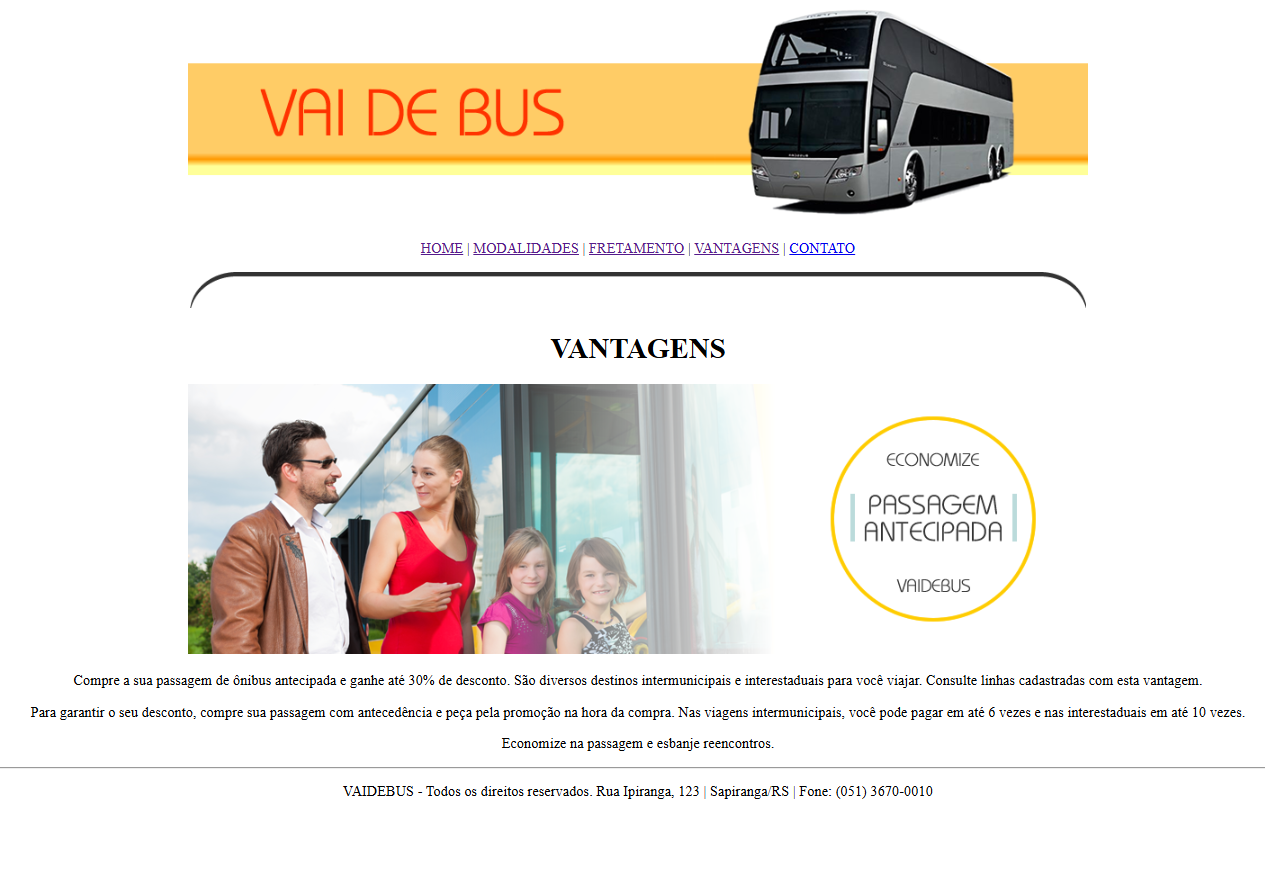 VAI DE BUS
HOME | MODALIDADES | FRETAMENTO | VANTAGENS | CONTATO
VANTAGENS
ECONOMIZE
PASSAGEM
ANTECIPADA
VAIDEBUS
Compre a sua passagem de ônibus antecipada e ganhe até 30% de desconto. São diversos destinos intermunicipais e interestaduais para você viajar. Consulte linhas cadastradas com esta vantagem.
Para garantir o seu desconto, compre sua passagem com antecedência e peça pela promoção na hora da compra. Nas viagens intermunicipais, você pode pagar em até 6 vezes e nas interestaduais em até 10 vezes.
Economize na passagem e esbanje reencontros.
VAIDEBUS - Todos os direitos reservados. Rua Ipiranga, 123 | Sapiranga/RS | Fone: (051) 3670-0010